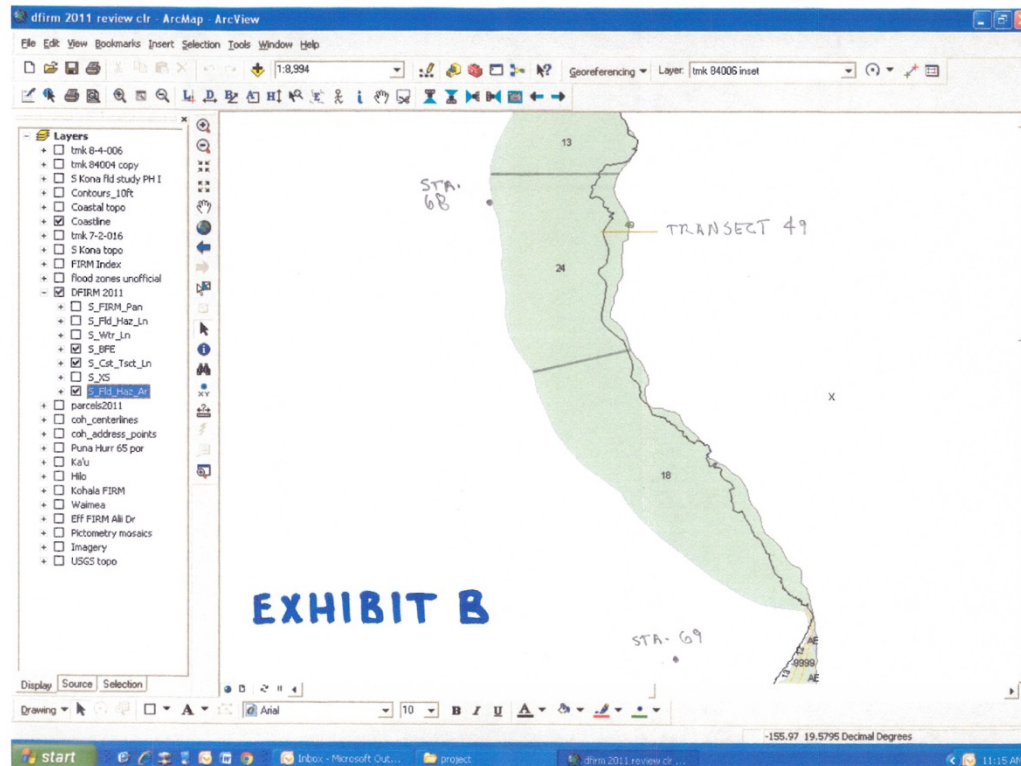 dfirm 2011 review clr - ArcMap - ArcView
File Edit View Bookmarks Insert Selection Tools Window Help
1:8,994 Georeferencing Layer: tmk 84006 inset
Layers
tmk 8-4-006
tmk 84004 copy
S Kona fld study PH I
Contours_10ft
Coastal topo
Coastline
tmk 7-2-016
S Kona topo
FIRM Index
flood zones unofficial
DFIRM 2011
S_FIRM_Pan
S_Fld_Haz_Ln
S_Wtr_Ln
S_BFE
S_Cst_Tsct_Ln
S_XS
S_Fld_Haz_Ar
parcels2011
coh_centerlines
coh_address_points
Puna Hurr 65 por
Ka'u
Hilo
Kohala FIRM
Waimea
Eff FIRM Alii Dr
Pictometry mosaics
Imagery
USGS topo
13
STA. 68
49
TRANSECT 49
24
X
18
EXHIBIT B
STA. 69
AE
13
-9999
13
AE
Display Source Selection
Drawing A Arial 10 B I U A
-155.97 19.5795 Decimal Degrees
start Inbox - Microsoft Out... project dfirm 2011 review clr ... 11:15 AM